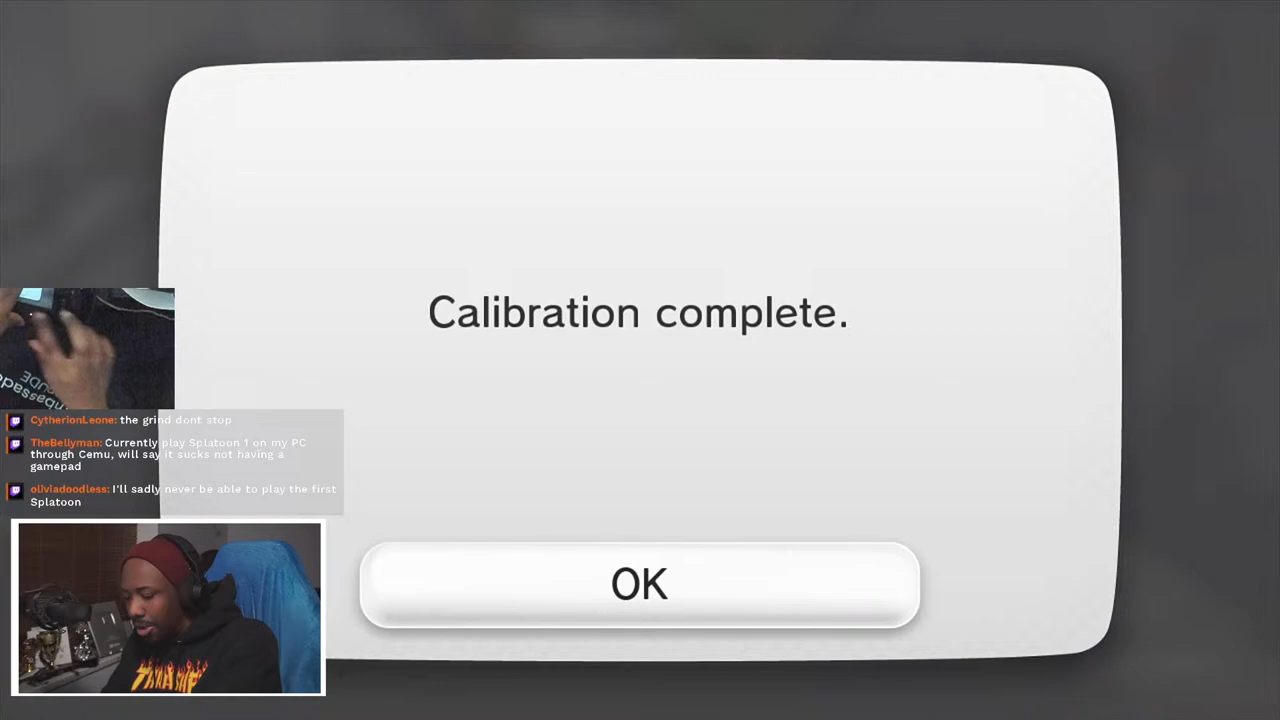 Calibration complete.
CytherionLeone: the grind dont stop
TheBellyman: Currently play Splatoon 1 on my PC
through Cemu, will say it sucks not having a
gamepad
oliviadoodless: I'll sadly never be able to play the first
Splatoon
OK